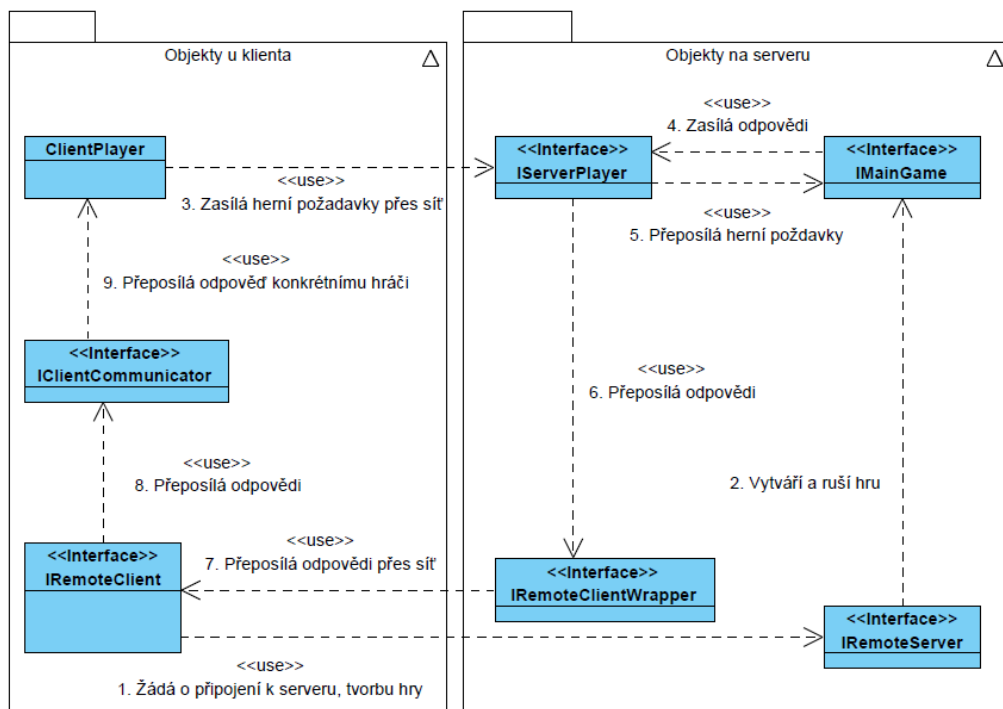 Objekty u klienta
Objekty na serveru
<<use>>
4. Zasílá odpovědi
ClientPlayer
<<Interface>>
IServerPlayer
<<Interface>>
IMainGame
<<use>>
3. Zasílá herní požadavky přes síť
<<use>>
5. Přeposílá herní poždavky
<<use>>
9. Přeposílá odpověď konkrétnímu hráči
<<Interface>>
IClientCommunicator
<<use>>
6. Přeposílá odpovědi
<<use>>
8. Přeposílá odpovědi
2. Vytváří a ruší hru
<<Interface>>
IRemoteClient
<<use>>
7. Přeposílá odpovědi přes síť
<<Interface>>
IRemoteClientWrapper
<<Interface>>
IRemoteServer
<<use>>
1. Žádá o připojení k serveru, tvorbu hry